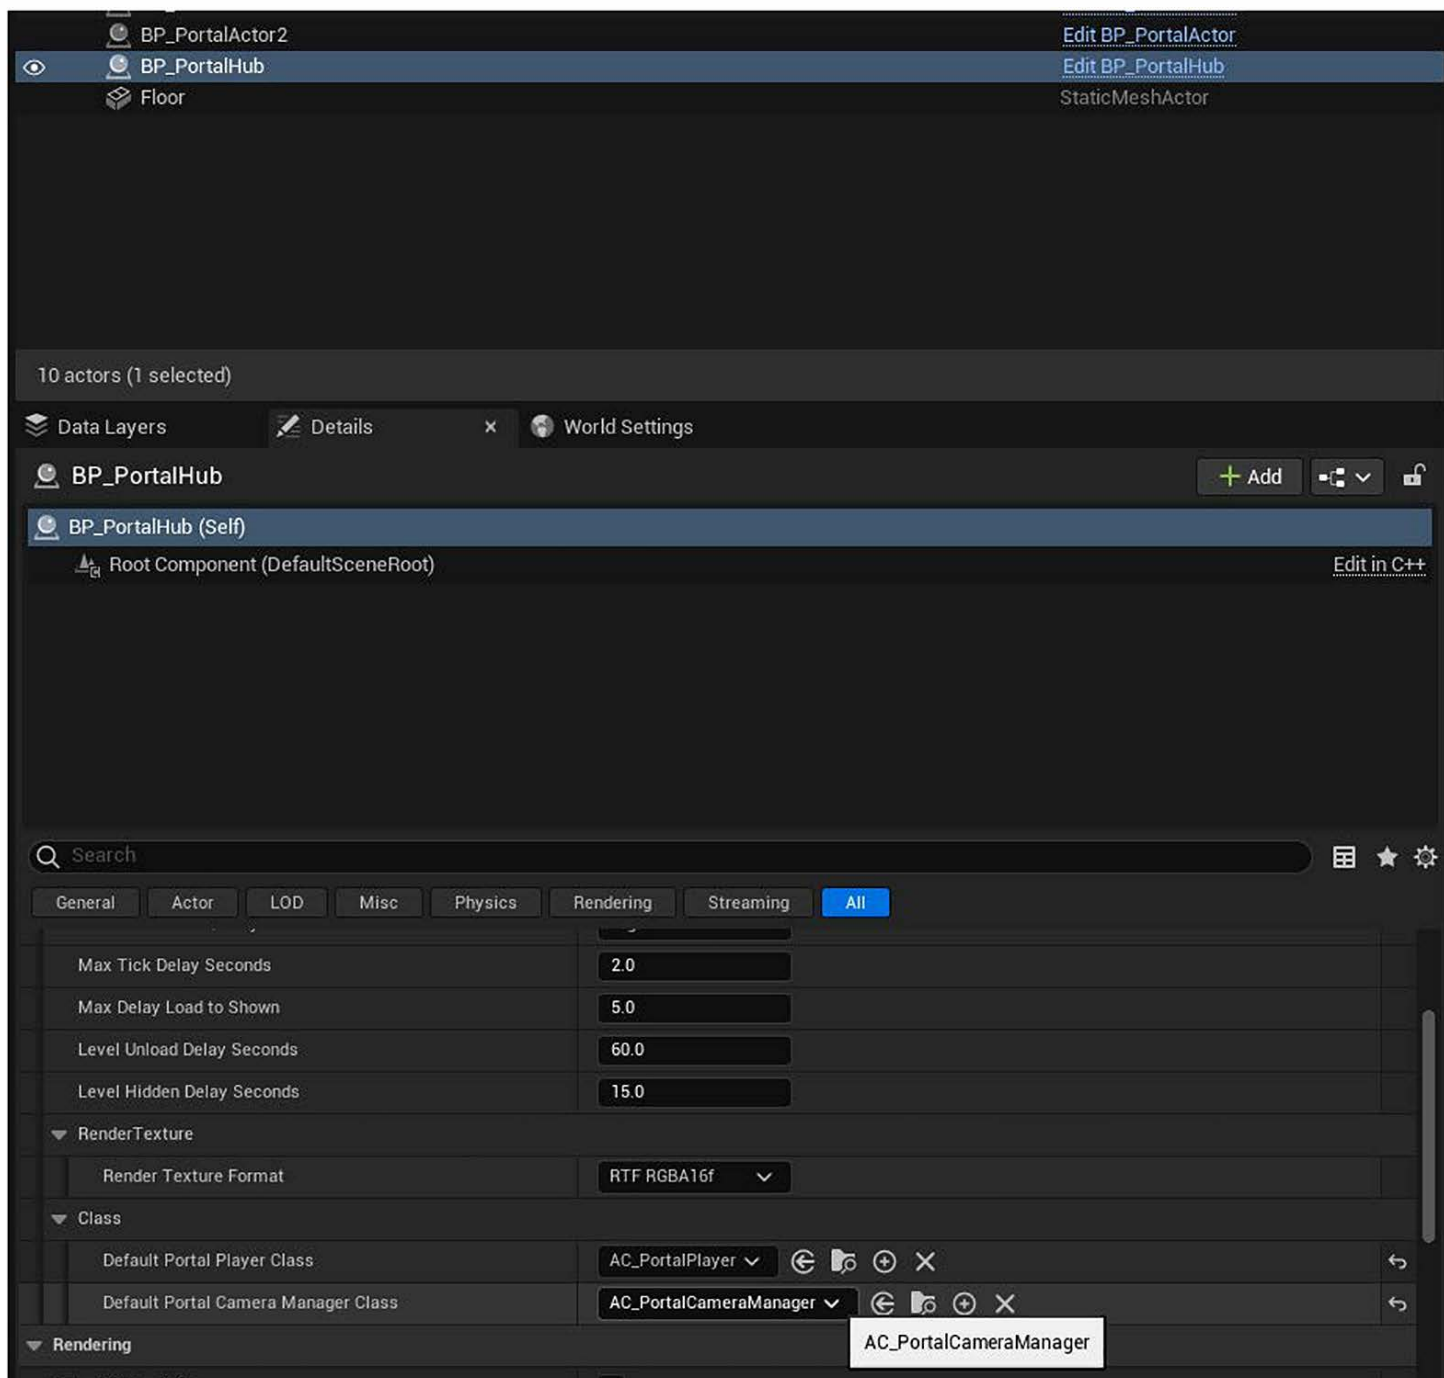 BP_PortalActor2 Edit BP_PortalActor
BP_PortalHub Edit BP_PortalHub
Floor StaticMeshActor
10 actors (1 selected)
Data Layers Details World Settings
BP_PortalHub Add
BP_PortalHub (Self)
Root Component (DefaultSceneRoot) Edit in C++
Search
General Actor LOD Misc Physics Rendering Streaming All
Max Tick Delay Seconds 2.0
Max Delay Load to Shown 5.0
Level Unload Delay Seconds 60.0
Level Hidden Delay Seconds 15.0
RenderTexture
Render Texture Format RTF RGBA16f
Class
Default Portal Player Class AC_PortalPlayer
Default Portal Camera Manager Class AC_PortalCameraManager
Rendering AC_PortalCameraManager